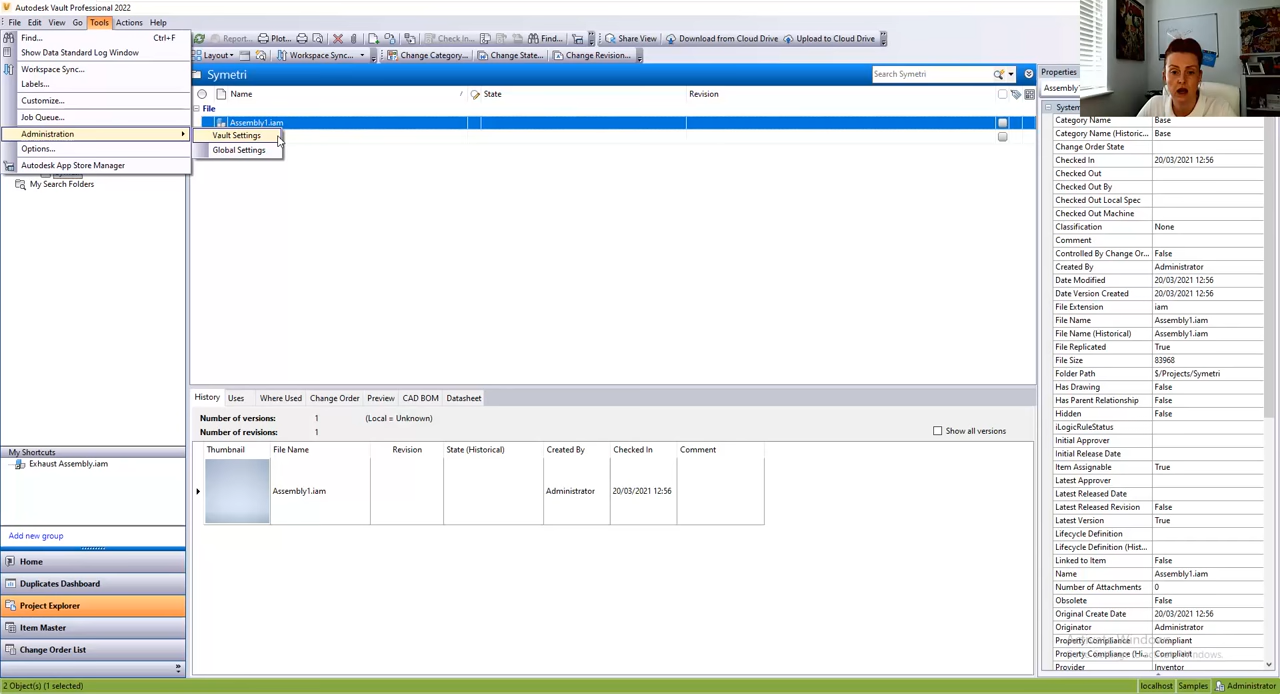 Autodesk Vault Professional 2022
File Edit View Go Tools Actions Help
Find... Ctrl+F
Show Data Standard Log Window
Workspace Sync...
Labels...
Customize...
Job Queue...
Administration
Options...
Autodesk App Store Manager
My Search Folders
Vault Settings
Global Settings
Report... Plot... Check In... Find... Share View Download from Cloud Drive Upload to Cloud Drive
Layout Workspace Sync... Change Category... Change State... Change Revision...
Symetri
Search Symetri
Name State Revision
File
Assembly1.iam
My Shortcuts
Exhaust Assembly.iam
Add new group
Home
Duplicates Dashboard
Project Explorer
Item Master
Change Order List
History Uses Where Used Change Order Preview CAD BOM Datasheet
Number of versions: 1 (Local = Unknown)
Number of revisions: 1
Show all versions
Thumbnail File Name Revision State (Historical) Created By Checked In Comment
Assembly1.iam Administrator 20/03/2021 12:56
Properties
Assembly1
System
Category Name Base
Category Name (Historic... Base
Change Order State
Checked In 20/03/2021 12:56
Checked Out
Checked Out By
Checked Out Local Spec
Checked Out Machine
Classification None
Comment
Controlled By Change Or... False
Created By Administrator
Date Modified 20/03/2021 12:56
Date Version Created 20/03/2021 12:56
File Extension iam
File Name Assembly1.iam
File Name (Historical) Assembly1.iam
File Replicated True
File Size 83968
Folder Path $/Projects/Symetri
Has Drawing False
Has Parent Relationship False
Hidden False
iLogicRuleStatus
Initial Approver
Initial Release Date
Item Assignable True
Latest Approver
Latest Released Date
Latest Released Revision False
Latest Version True
Lifecycle Definition
Lifecycle Definition (Hist...
Linked to Item False
Name Assembly1.iam
Number of Attachments 0
Obsolete False
Original Create Date 20/03/2021 12:56
Originator Administrator
Property Compliance Compliant
Property Compliance (Hi... Compliant
Provider Inventor
2 Object(s) (1 selected)
localhost Samples Administrator